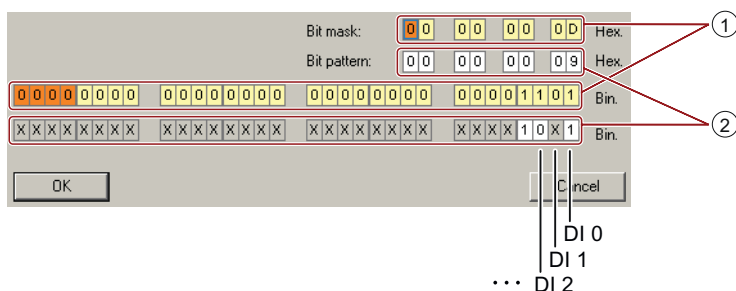 Bit mask: 0 0 0 0 0 0 0 D Hex. 1
Bit pattern: 0 0 0 0 0 0 0 9 Hex.
0 0 0 0 0 0 0 0 0 0 0 0 0 0 0 0 0 0 0 0 0 0 0 0 0 0 0 0 1 1 0 1 Bin.
X X X X X X X X X X X X X X X X X X X X X X X X X X X X 1 0 X 1 Bin. 2
OK Cancel
DI 0
DI 1
... DI 2